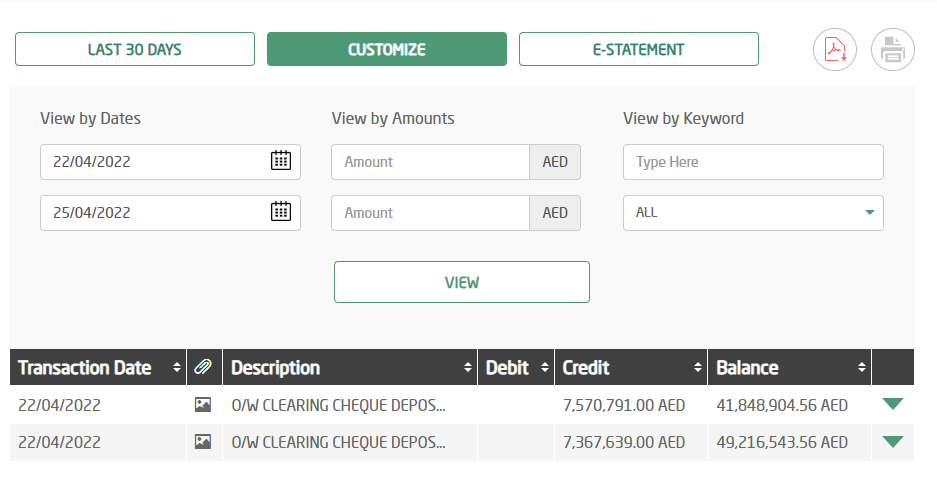 LAST 30 DAYS CUSTOMIZE E-STATEMENT
View by Dates View by Amounts View by Keyword
22/04/2022 Amount AED Type Here
25/04/2022 Amount AED ALL
VIEW
Transaction Date Description Debit Credit Balance
22/04/2022 O/W CLEARING CHEQUE DEPOS... 7,570,791.00 AED 41,848,904.56 AED
22/04/2022 O/W CLEARING CHEQUE DEPOS... 7,367,639.00 AED 49,216,543.56 AED